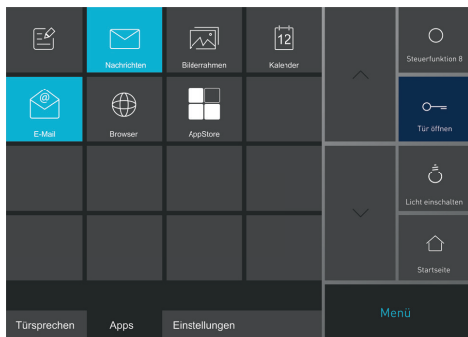 12
Nachrichten
Bilderrahmen
Kalender
Steuerfunktion 8
@
E-Mail
Browser
AppStore
Tür öffnen
Licht einschalten
Startseite
Menü
Türsprechen
Apps
Einstellungen